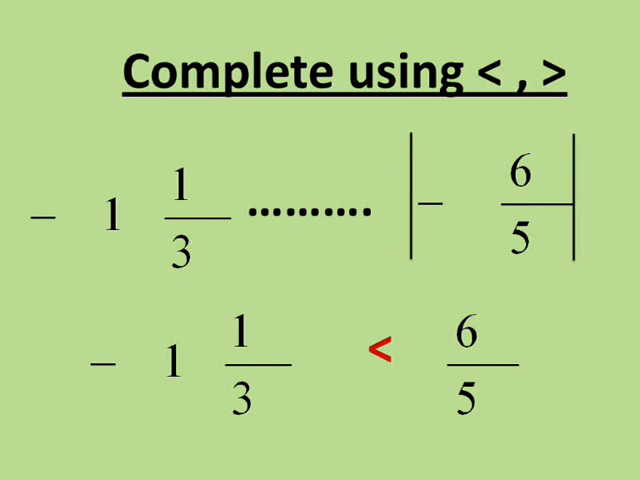 Complete using < , >
− 1 1/3 .......... |− 6/5|
− 1 1/3 < 6/5